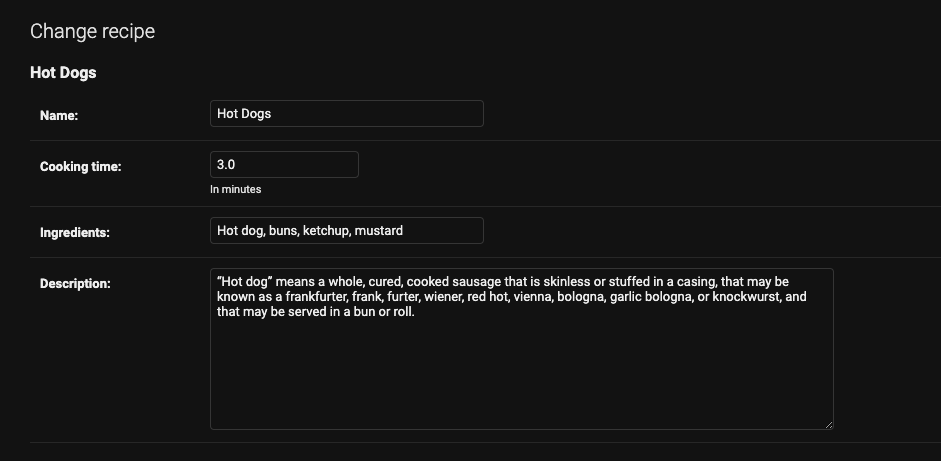 Change recipe
Hot Dogs
Name:
Hot Dogs
Cooking time:
3.0
In minutes
Ingredients:
Hot dog, buns, ketchup, mustard
Description:
“Hot dog” means a whole, cured, cooked sausage that is skinless or stuffed in a casing, that may be
known as a frankfurter, frank, furter, wiener, red hot, vienna, bologna, garlic bologna, or knockwurst, and
that may be served in a bun or roll.